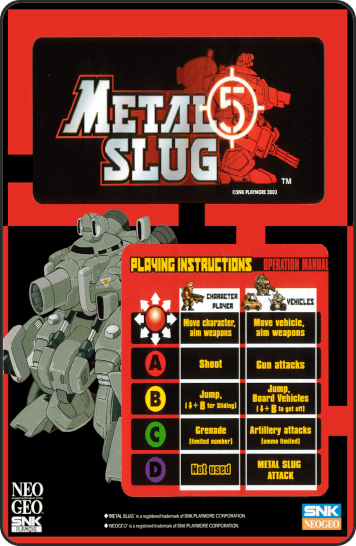 METAL
SLUG 5
TM
©SNK PLAYMORE 2003
PLAYING INSTRUCTIONS OPERATION MANUAL
CHARACTER
PLAYER
VEHICLES
Move character,
aim weapons
Move vehicle,
aim weapons
A
Shoot
Gun attacks
B
Jump,
(⇩+B for Sliding)
Jump,
Board Vehicles
(⇩+B to get off)
C
Grenade
(limited number)
Artillery attacks
(ammo limited)
D
Not used
METAL SLUG
ATTACK
NEO
GEO
SNK
PLAYMORE
◆"METAL SLUG" is a registered trademark of SNK PLAYMORE CORPORATION.
◆"NEOGEO" is a registered trademark of SNK PLAYMORE CORPORATION.
SNK
NEOGEO